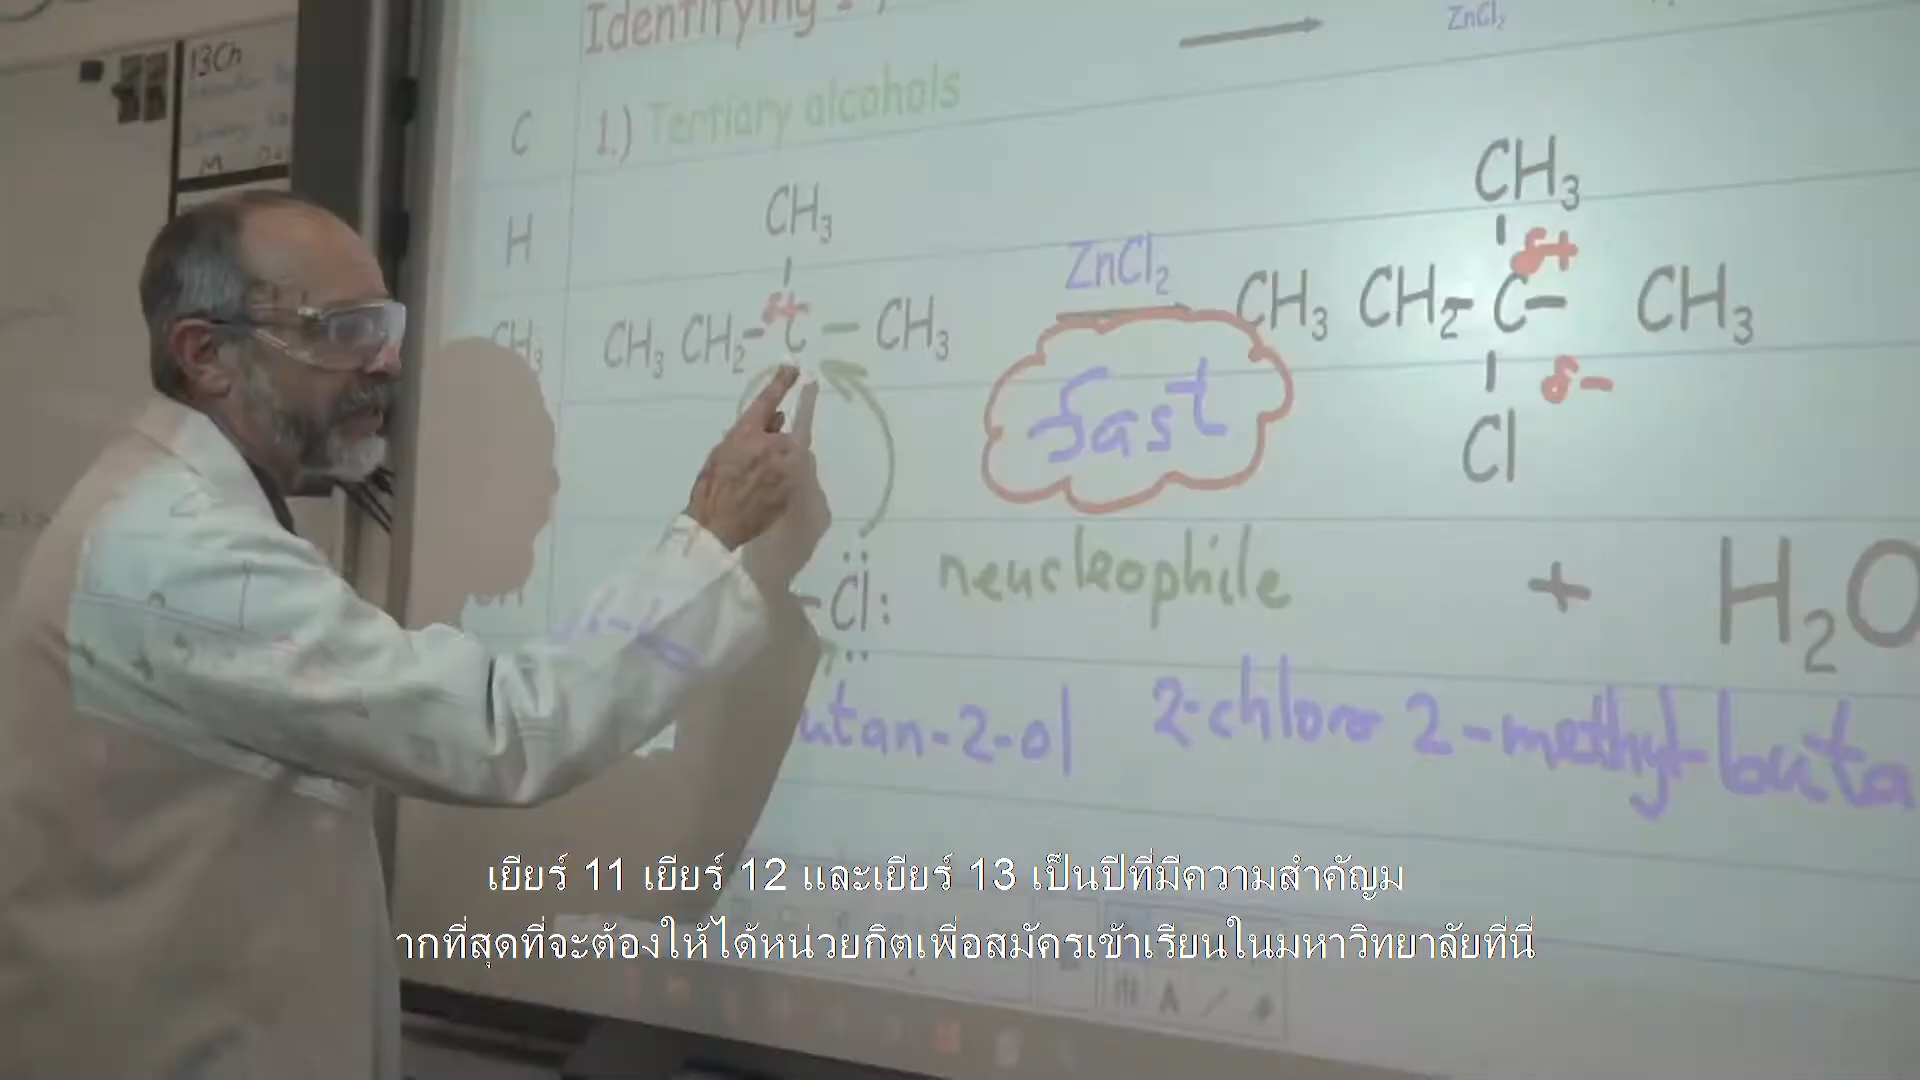 13Ch
Identifying
ZnCl₂
C
1.) Tertiary alcohols
H
CH₃
CH₃
δ+
CH₃ CH₂- C - CH₃
ZnCl₂
CH₃ CH₂- C - CH₃
δ+
CH₃
fast
Cl
δ-
-Cl:
neucleophile
+ H₂O
utan-2-ol
2-chloro 2-methyl-buta
เยียร์ 11 เยียร์ 12 และเยียร์ 13 เป็นปีที่มีความสำคัญม
ากที่สุดที่จะต้องให้ได้หน่วยกิตเพื่อสมัครเข้าเรียนในมหาวิทยาลัยที่นี่